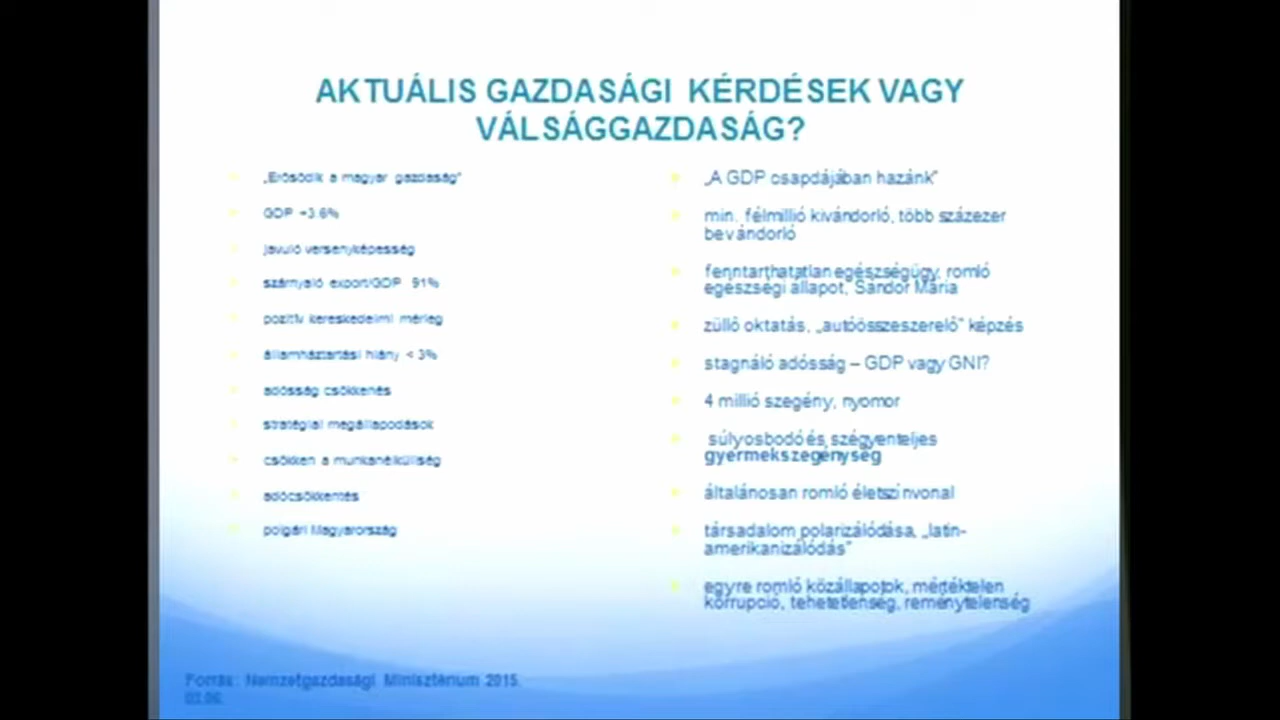 AKTUÁLIS GAZDASÁGI KÉRDÉSEK VAGY
VÁLSÁGGAZDASÁG?
„Erősödik a magyar gazdaság”
GDP +3.6%
javuló versenyképesség
szárnyaló export/GDP 91%
pozitív kereskedelmi mérleg
államháztartási hiány < 3%
adósság csökkenés
stratégiai megállapodások
csökken a munkanélküliség
adócsökkentés
polgári Magyarország
„A GDP csapdájában hazánk”
min. félmillió kivándorló, több százezer
bevándorló
fenntarthatatlan egészségügy, romló
egészségi állapot, Sándor Mária
züllő oktatás, „autóösszeszerelő” képzés
stagnáló adósság – GDP vagy GNI?
4 millió szegény, nyomor
súlyosbodó és szégyenteljes
gyermekszegénység
általánosan romló életszínvonal
társadalom polarizálódása, „latin-
amerikanizálódás”
egyre romló közállapotok, mértéktelen
korrupció, tehetetlenség, reménytelenség
Forrás: Nemzetgazdasági Minisztérium 2015.